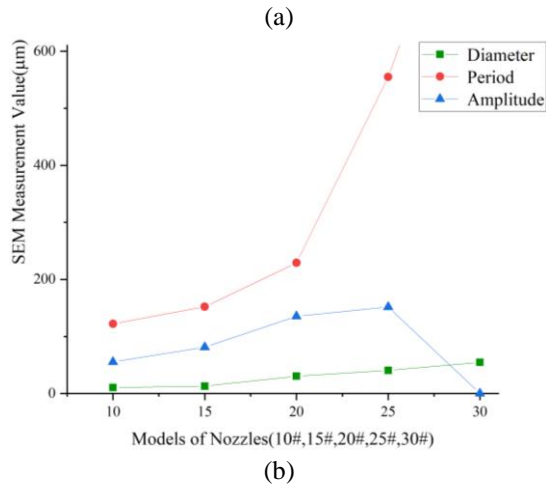 (a)
Diameter
Period
Amplitude
SEM Measurement Value(μm)
600
400
200
0
10
15
20
25
30
Models of Nozzles(10#,15#,20#,25#,30#)
(b)